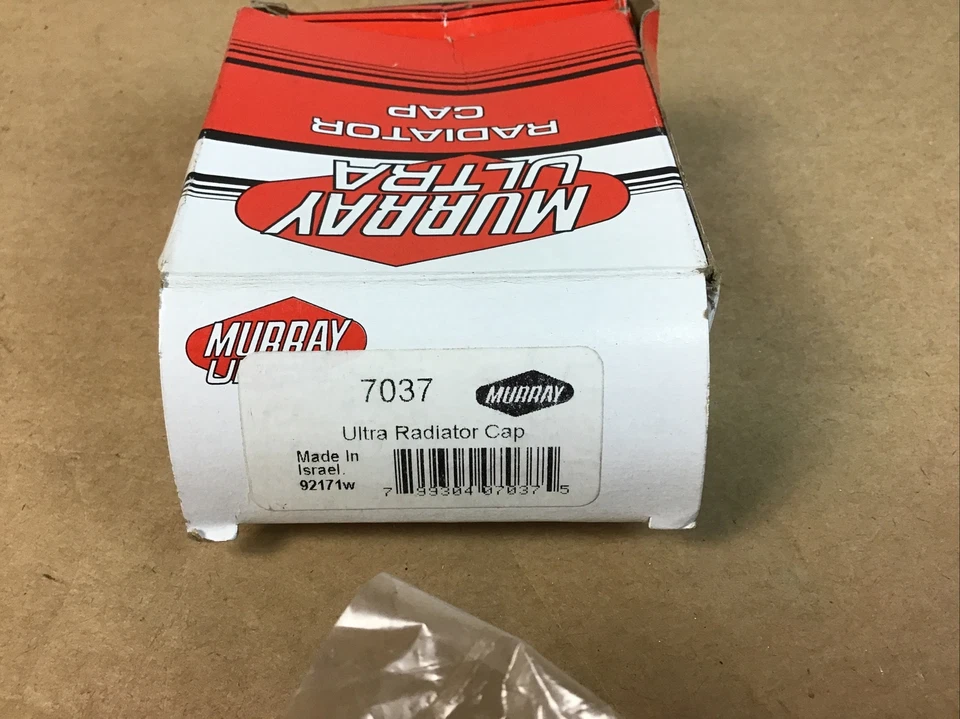 RADIATOR
CAP
MURRAY
ULTRA
MURRAY
7037
MURRAY
Ultra Radiator Cap
Made In
Israel.
92171w
7 99304 07037 5